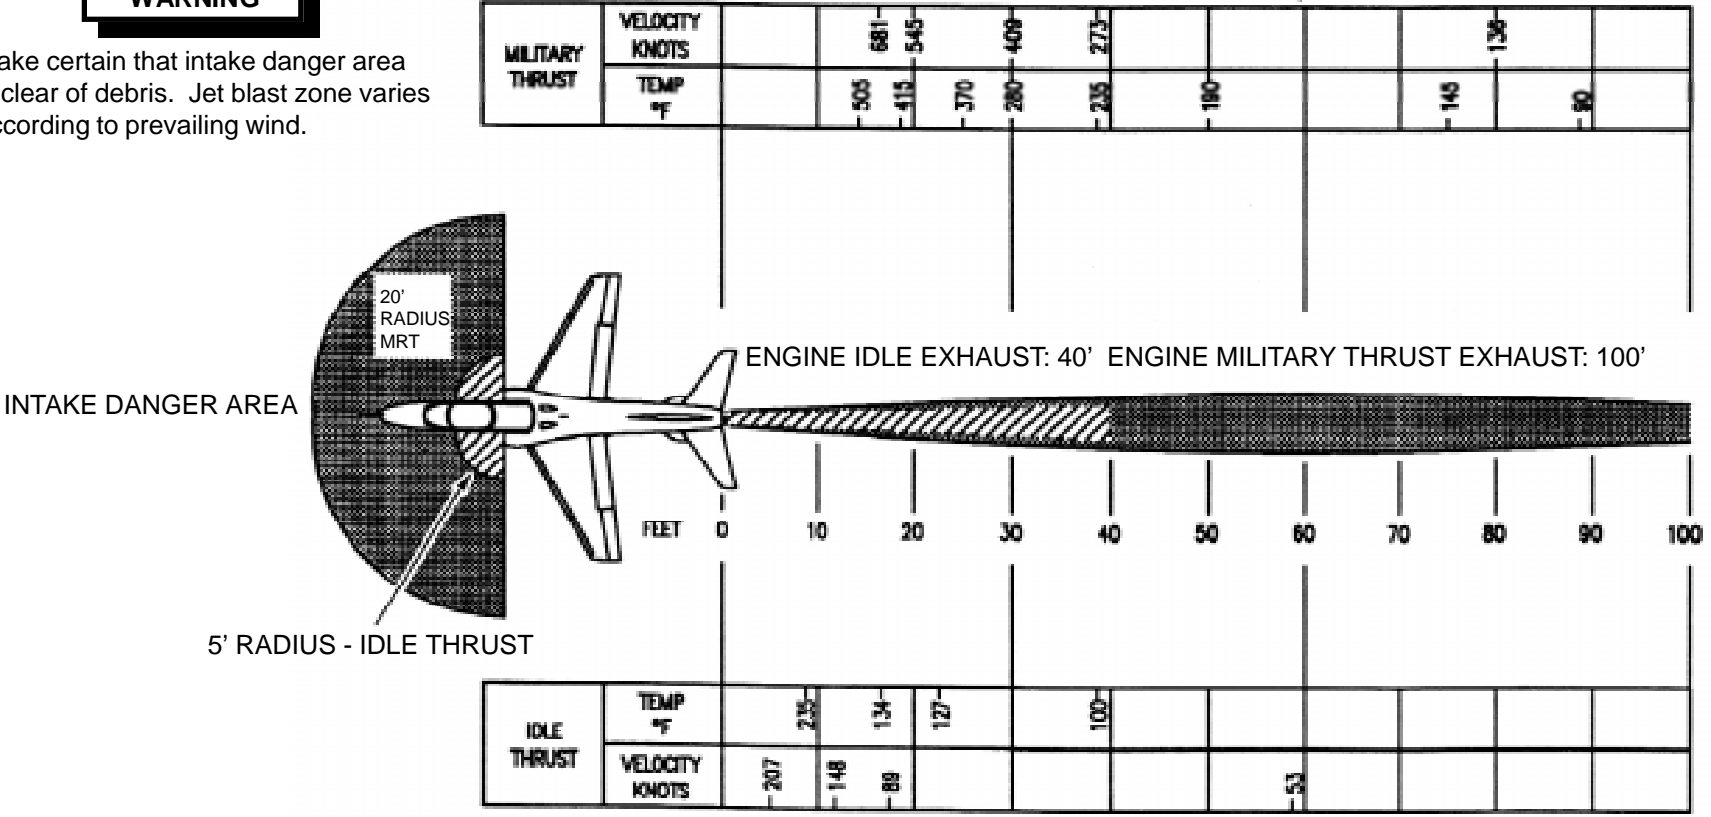 WARNING
ake certain that intake danger area
clear of debris. Jet blast zone varies
ccording to prevailing wind.
MILITARY
THRUST
VELOCITY
KNOTS
681 545 409 273 136
TEMP
°F
505 415 370 280 235 190 145 90
20’
RADIUS
MRT
ENGINE IDLE EXHAUST: 40’ ENGINE MILITARY THRUST EXHAUST: 100’
INTAKE DANGER AREA
FEET 0 10 20 30 40 50 60 70 80 90 100
5’ RADIUS - IDLE THRUST
IDLE
THRUST
TEMP
°F
235 134 127 100
VELOCITY
KNOTS
207 148 89 53